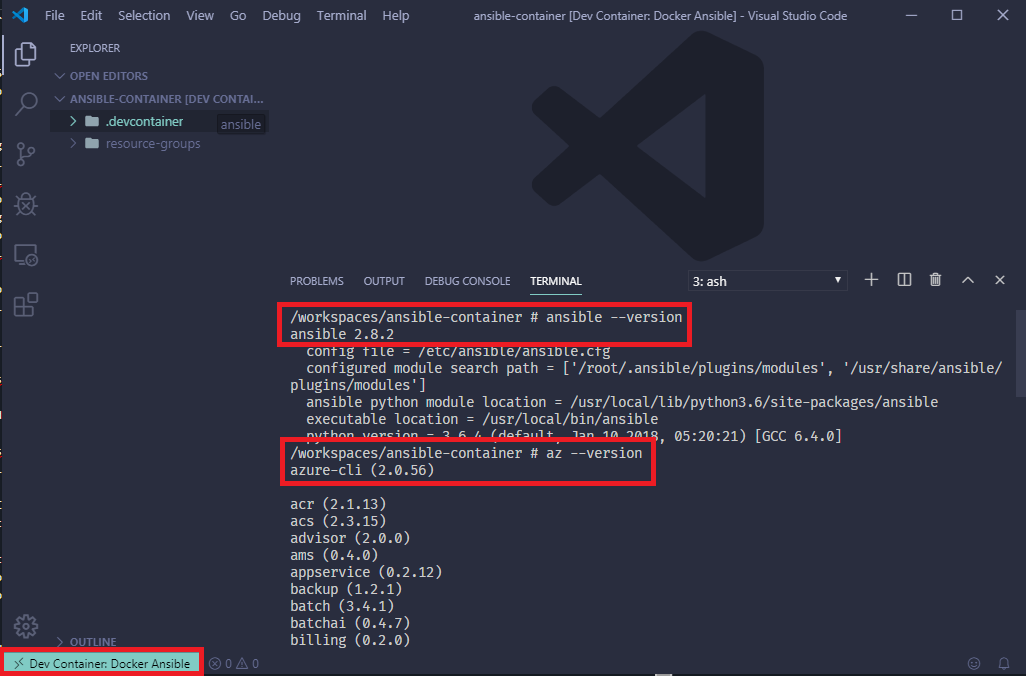 File Edit Selection View Go Debug Terminal Help ansible-container [Dev Container: Docker Ansible] - Visual Studio Code
EXPLORER
OPEN EDITORS
ANSIBLE-CONTAINER [DEV CONTAI...
.devcontainer
ansible
resource-groups
PROBLEMS OUTPUT DEBUG CONSOLE TERMINAL 3: ash
/workspaces/ansible-container # ansible --version
ansible 2.8.2
config file = /etc/ansible/ansible.cfg
configured module search path = ['/root/.ansible/plugins/modules', '/usr/share/ansible/
plugins/modules']
ansible python module location = /usr/local/lib/python3.6/site-packages/ansible
executable location = /usr/local/bin/ansible
python version = 3.6.4 (default, Jan 10 2018, 05:20:21) [GCC 6.4.0]
/workspaces/ansible-container # az --version
azure-cli (2.0.56)
acr (2.1.13)
acs (2.3.15)
advisor (2.0.0)
ams (0.4.0)
appservice (0.2.12)
backup (1.2.1)
batch (3.4.1)
batchai (0.4.7)
billing (0.2.0)
OUTLINE
Dev Container: Docker Ansible 0 0